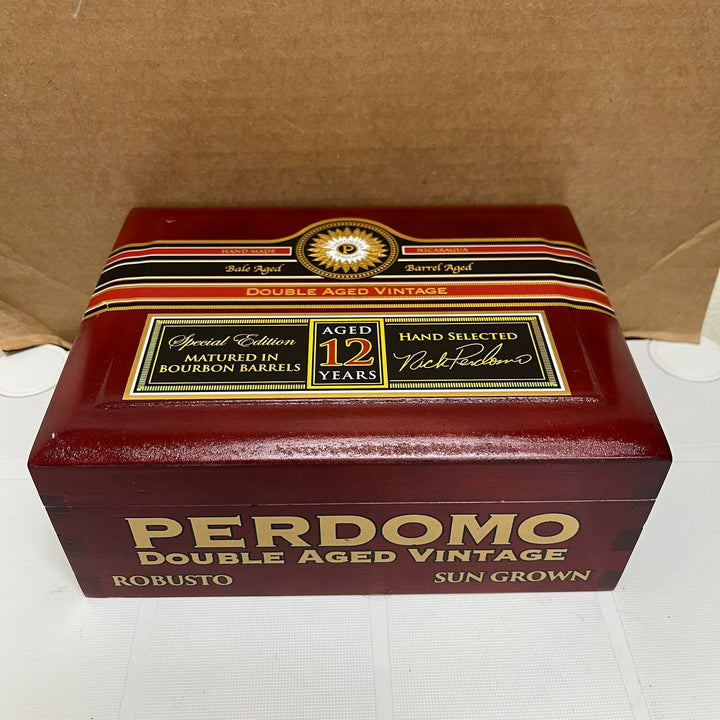 HAND MADE
P
NICARAGUA
Bale Aged
Barrel Aged
DOUBLE AGED VINTAGE
Special Edition
MATURED IN
BOURBON BARRELS
AGED
12
YEARS
HAND SELECTED
Nick Perdomo
PERDOMO
DOUBLE AGED VINTAGE
ROBUSTO
SUN GROWN